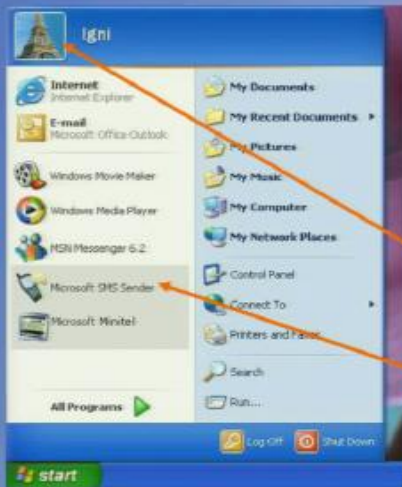 Igni
Internet
Internet Explorer
E-mail
Microsoft Office Outlook
Windows Movie Maker
Windows Media Player
MSN Messenger 6.2
Microsoft SMS Sender
Microsoft Minitel
All Programs
My Documents
My Recent Documents
My Pictures
My Music
My Computer
My Network Places
Control Panel
Connect To
Printers and Faxes
Search
Run...
Log Off
Shut Down
start